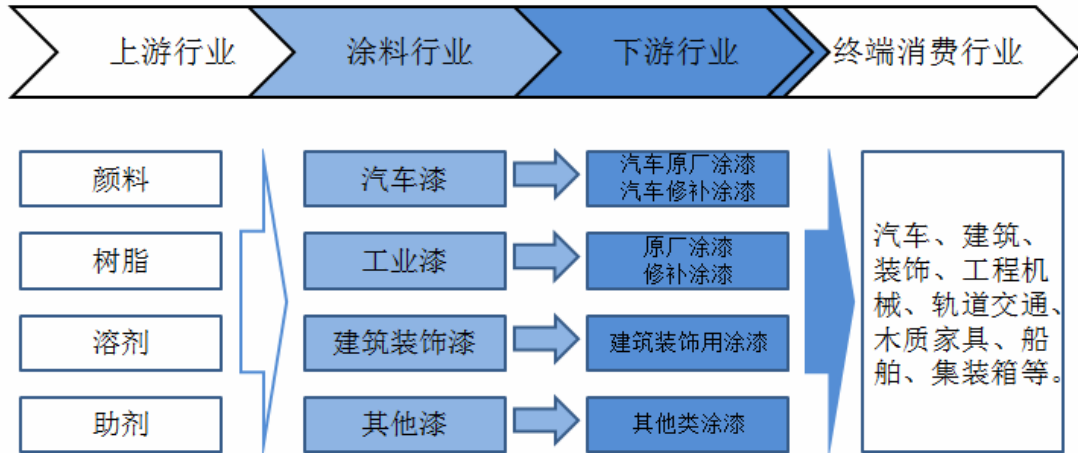 上游行业
涂料行业
下游行业
终端消费行业
颜料
汽车漆
汽车原厂涂漆
汽车修补涂漆
树脂
工业漆
原厂涂漆
修补涂漆
溶剂
建筑装饰漆
建筑装饰用涂漆
助剂
其他漆
其他类涂漆
汽车、建筑、
装饰、工程机
械、轨道交通、
木质家具、船
舶、集装箱等。